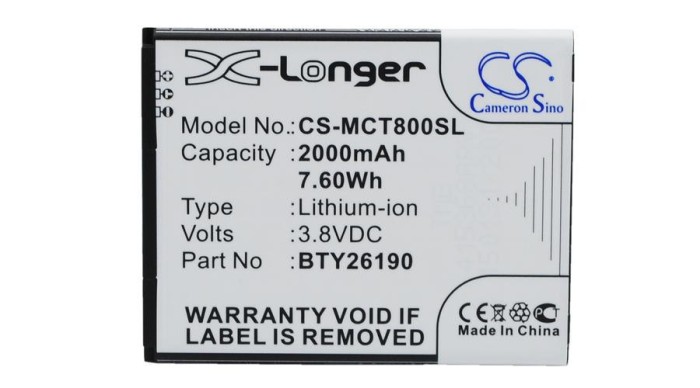 X-Longer
Cameron Sino
Model No.: CS-MCT800SL
Capacity : 2000mAh
7.60Wh
Type : Lithium-ion
Volts : 3.8VDC
Part No : BTY26190
WARRANTY VOID IF
LABEL IS REMOVED
Made In China